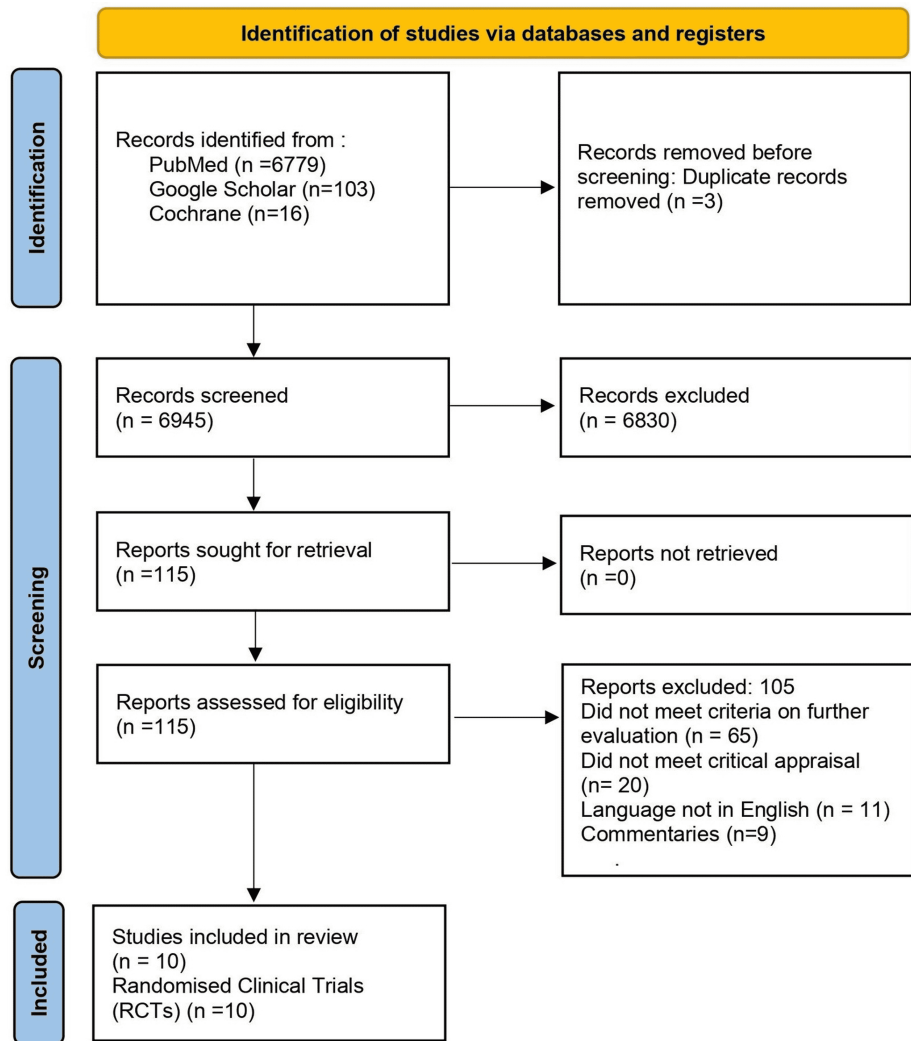 Identification of studies via databases and registers
Identification
Records identified from :
PubMed (n =6779)
Google Scholar (n=103)
Cochrane (n=16)
Records removed before
screening: Duplicate records
removed (n =3)
Screening
Records screened
(n = 6945)
Records excluded
(n = 6830)
Reports sought for retrieval
(n =115)
Reports not retrieved
(n =0)
Reports assessed for eligibility
(n =115)
Reports excluded: 105
Did not meet criteria on further
evaluation (n = 65)
Did not meet critical appraisal
(n= 20)
Language not in English (n = 11)
Commentaries (n=9)
.
Included
Studies included in review
(n = 10)
Randomised Clinical Trials
(RCTs) (n =10)